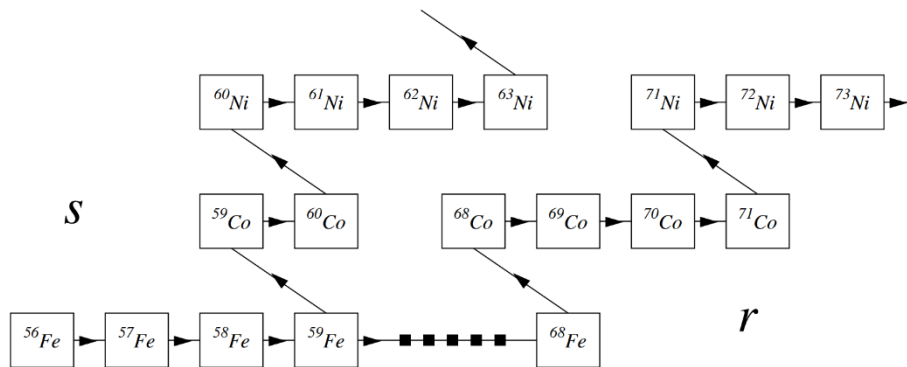 ⁶⁰Ni ⁶¹Ni ⁶²Ni ⁶³Ni ⁷¹Ni ⁷²Ni ⁷³Ni
s
⁵⁹Co ⁶⁰Co ⁶⁸Co ⁶⁹Co ⁷⁰Co ⁷¹Co
r
⁵⁶Fe ⁵⁷Fe ⁵⁸Fe ⁵⁹Fe ⁶⁸Fe